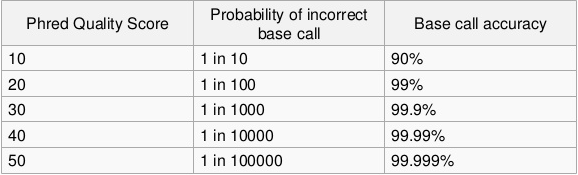 Phred Quality Score Probability of incorrect base call Base call accuracy
10 1 in 10 90%
20 1 in 100 99%
30 1 in 1000 99.9%
40 1 in 10000 99.99%
50 1 in 100000 99.999%